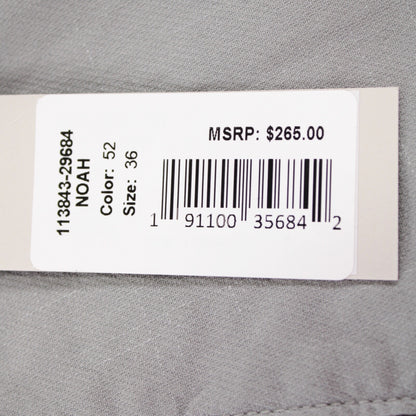 113843-29684
NOAH
Color: 52
Size: 36
MSRP: $265.00
1 91100 35684 2